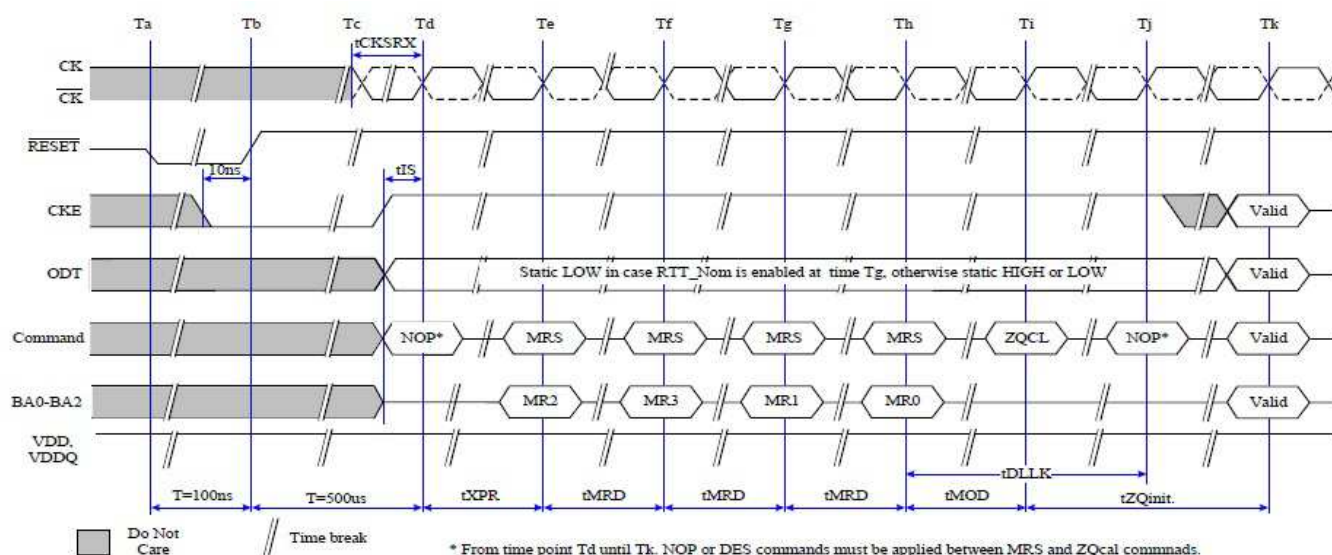 Ta Tb Tc Td Te Tf Tg Th Ti Tj Tk
tCKSRX
CK
CK
RESET
10ns
tIS
CKE
Valid
ODT
Static LOW in case RTT_Nom is enabled at time Tg, otherwise static HIGH or LOW
Valid
Command
NOP* MRS MRS MRS MRS ZQCL NOP* Valid
BA0-BA2
MR2 MR3 MR1 MR0 Valid
VDD,
VDDQ
tDLLK
T=100ns T=500us tXPR tMRD tMRD tMRD tMOD tZQinit.
Do Not
Care
Time break
* From time point Td until Tk. NOP or DES commands must be applied between MRS and ZQcal commnads.